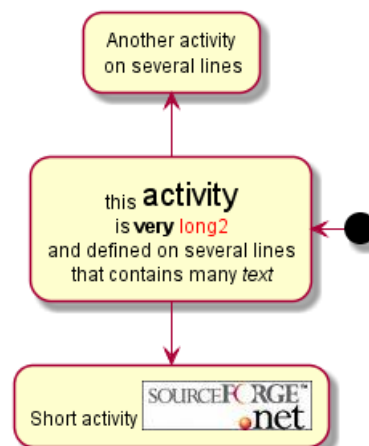 Another activity
on several lines
this activity
is very long2
and defined on several lines
that contains many text
Short activity SOURCEFORGE™
.net